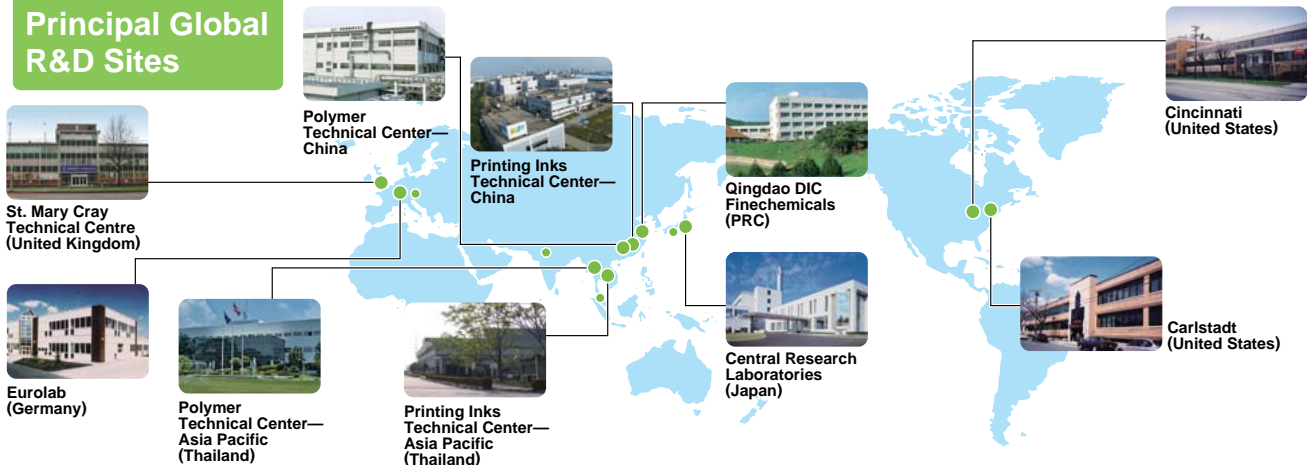 Principal Global
R&D Sites
Polymer
Technical Center—
China
Printing Inks
Technical Center—
China
Qingdao DIC
Finechemicals
(PRC)
Cincinnati
(United States)
St. Mary Cray
Technical Centre
(United Kingdom)
Eurolab
(Germany)
Polymer
Technical Center—
Asia Pacific
(Thailand)
Printing Inks
Technical Center—
Asia Pacific
(Thailand)
Central Research
Laboratories
(Japan)
Carlstadt
(United States)